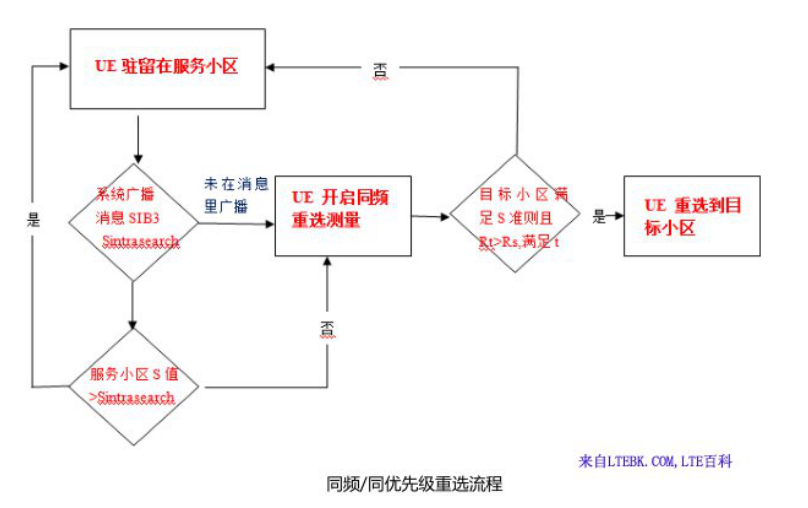 UE 驻留在服务小区
否
系统广播
消息 SIB3
Sintrasearch
未在消息
里广播
UE 开启同频
重选测量
目标小区满
足 S 准则且
Rt>Rs,满足 t
是
UE 重选到目
标小区
是
否
服务小区 S 值
>Sintrasearch
来自LTEBK.COM,LTE百科
同频/同优先级重选流程